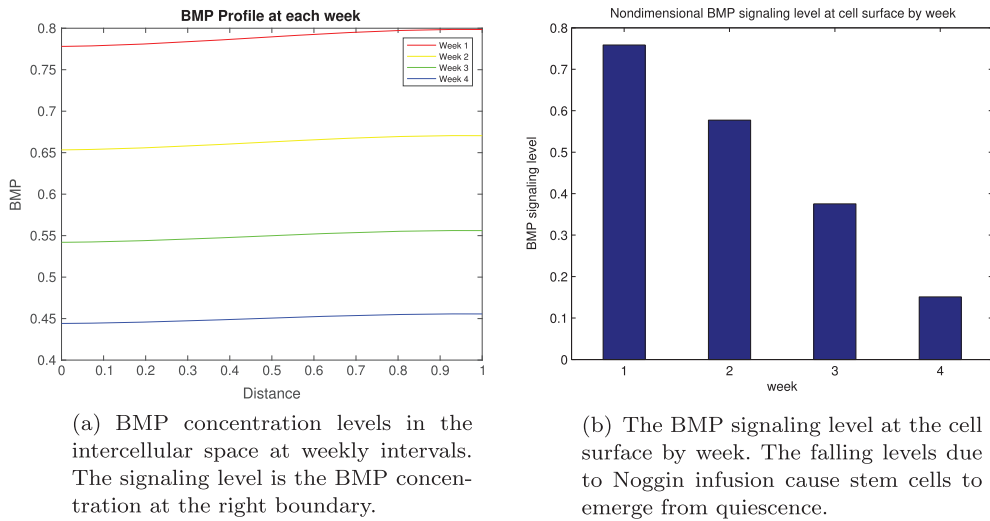 BMP Profile at each week
0.8
0.75
0.7
0.65
0.6
0.55
0.5
0.45
0.4
BMP
Week 1
Week 2
Week 3
Week 4
0 0.1 0.2 0.3 0.4 0.5 0.6 0.7 0.8 0.9 1
Distance
(a) BMP concentration levels in the
intercellular space at weekly intervals.
The signaling level is the BMP concen-
tration at the right boundary.
Nondimensional BMP signaling level at cell surface by week
0.8
0.7
0.6
0.5
0.4
0.3
0.2
0.1
0
BMP signaling level
1 2 3 4
week
(b) The BMP signaling level at the cell
surface by week. The falling levels due
to Noggin infusion cause stem cells to
emerge from quiescence.